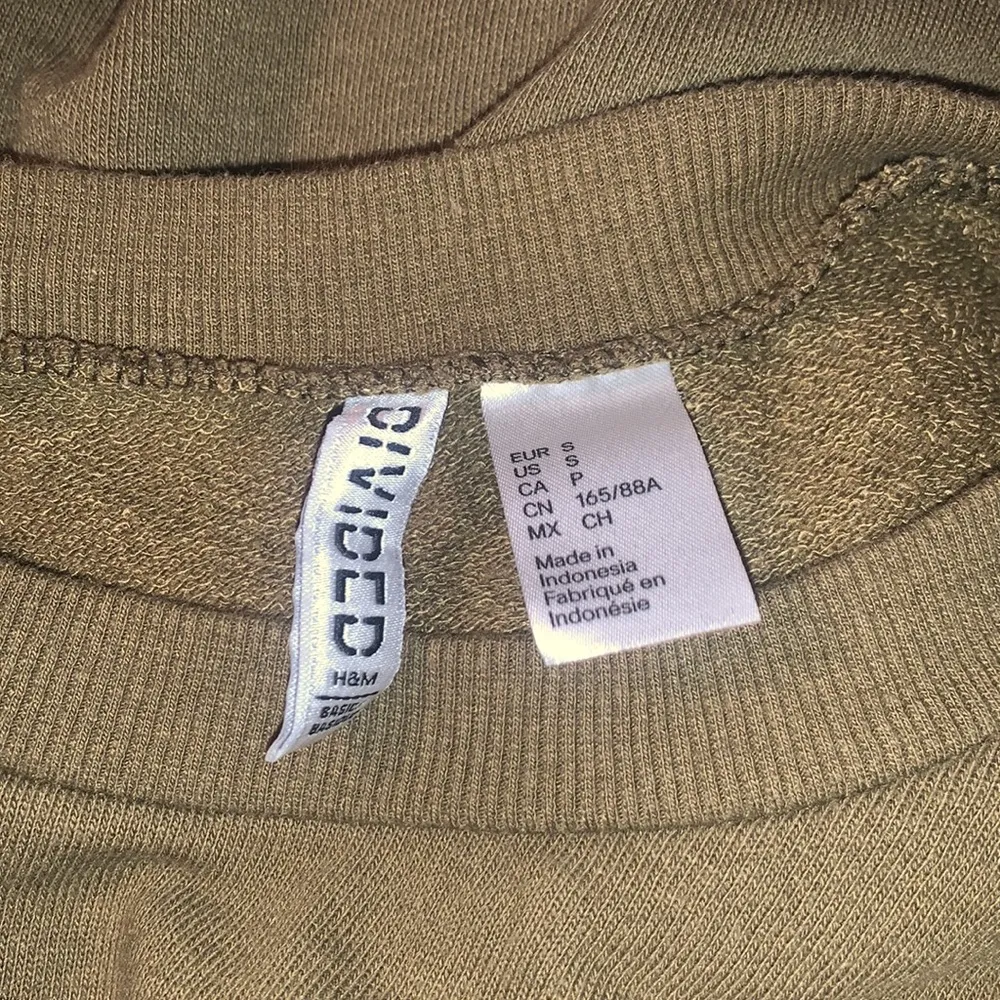 DIVIDED
H&M
BASIC
EUR S
US S
CA P
CN 165/88A
MX CH
Made in
Indonesia
Fabriqué en
Indonésie